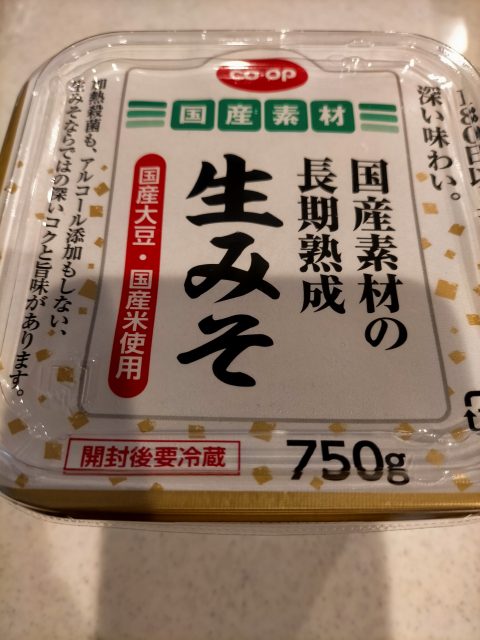 co·op
国産素材
深い味わい。
国産素材の
長期熟成
生みそ
国産大豆・国産米使用
加熱殺菌も、アルコール添加もしない、
生みそならではの深いコクと旨味があります。
開封後要冷蔵
750g